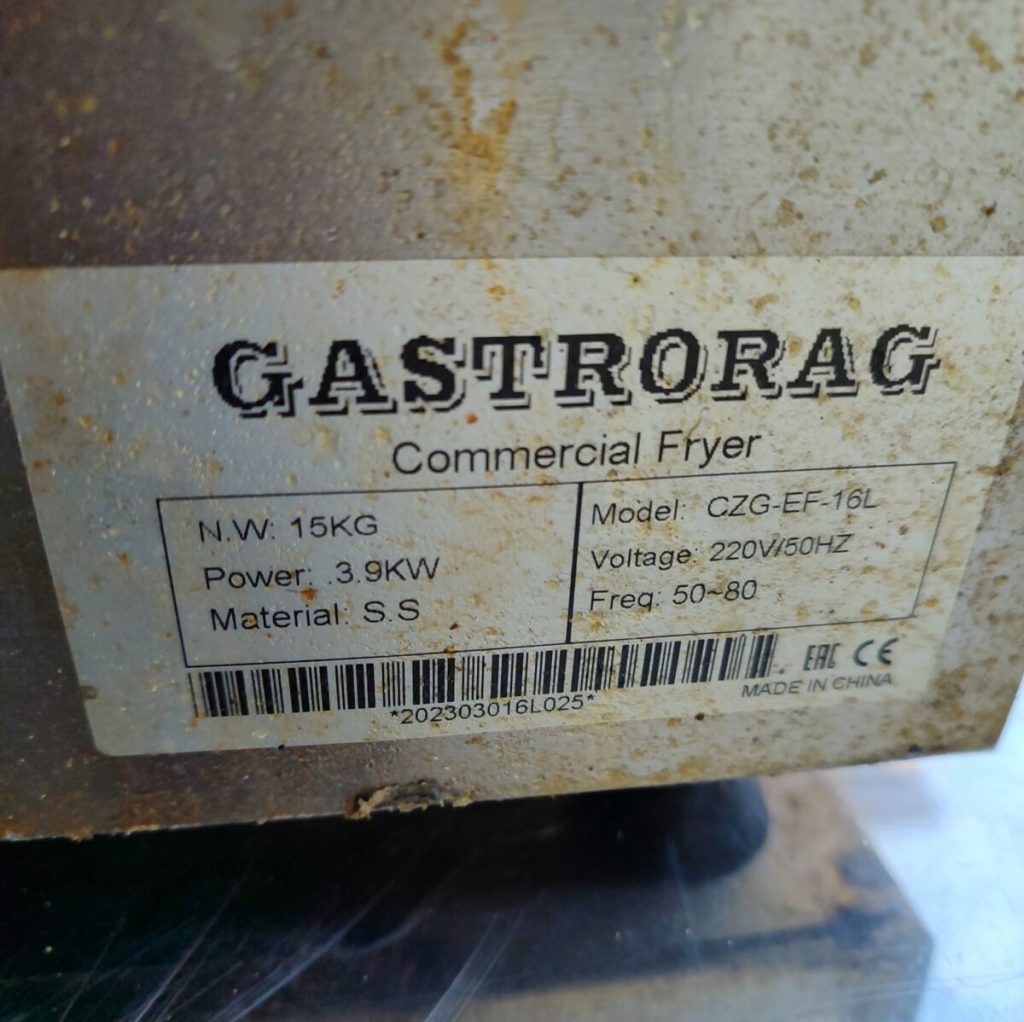 GASTRORAG
Commercial Fryer
N.W: 15KG
Power: .3.9KW
Material: S.S
Model: CZG-EF-16L
Voltage: 220V/50HZ
Freq: 50~80
*202303016L025*
EAC CE
MADE IN CHINA